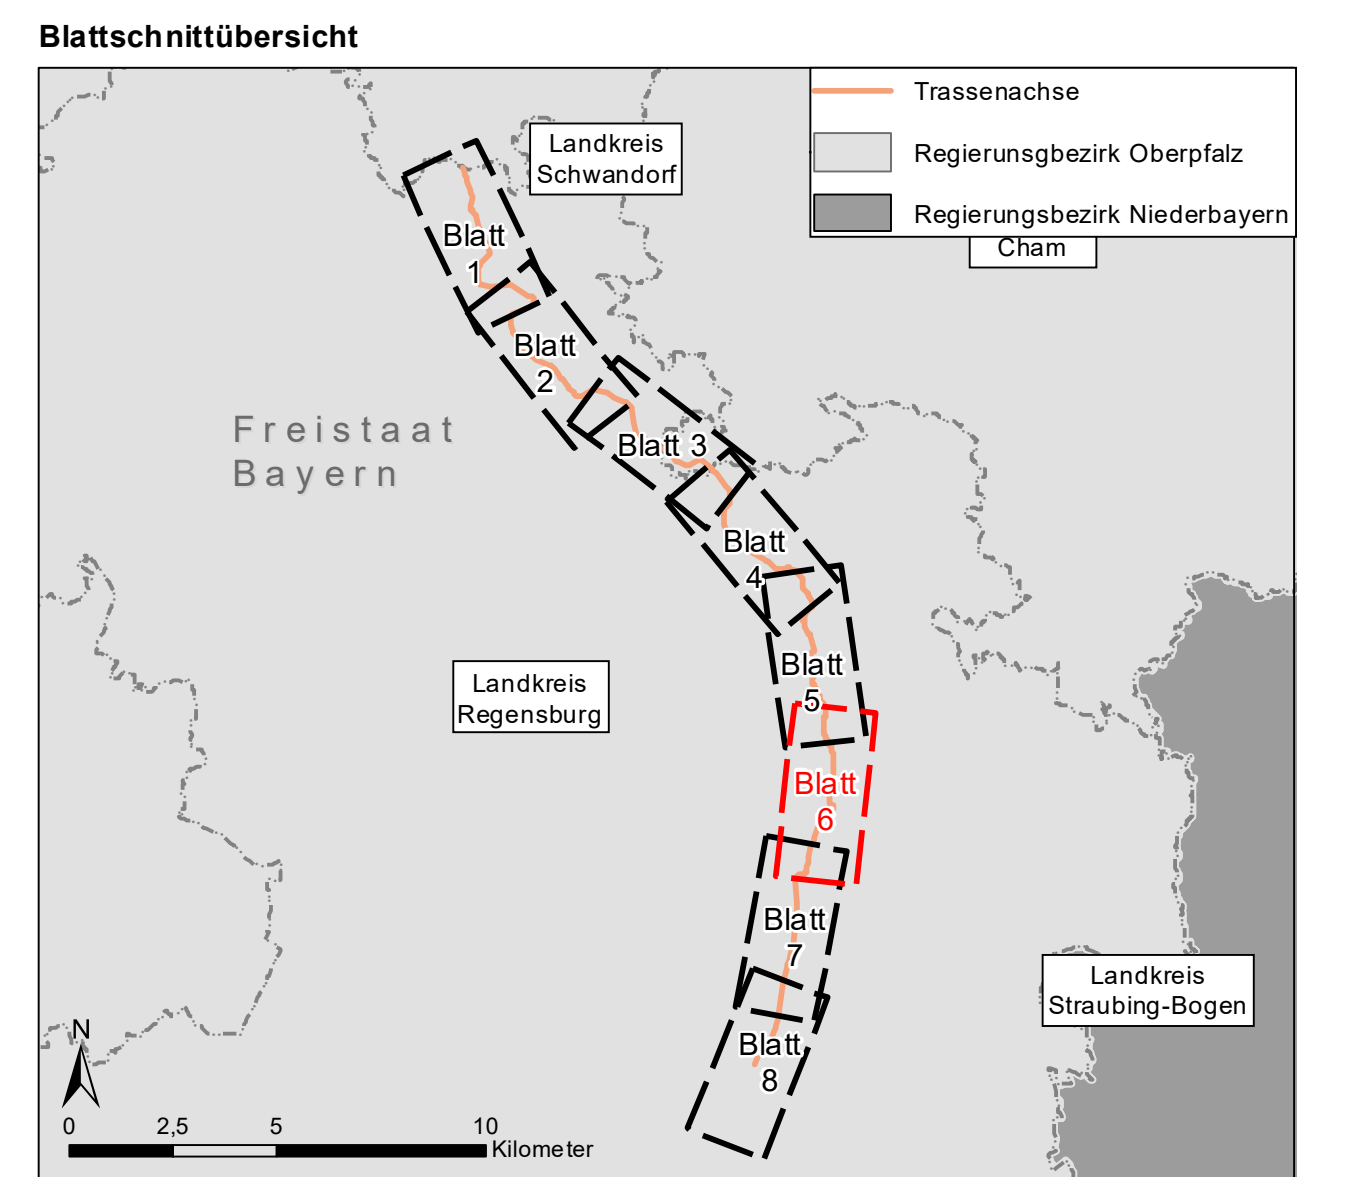 Blattschnittübersicht
Trassenachse
Regierunsgbezirk Oberpfalz
Regierungsbezirk Niederbayern
Landkreis
Schwandorf
Cham
Blatt
1
Blatt
2
Freistaat
Bayern
Blatt 3
Blatt
4
Landkreis
Regensburg
Blatt
5
Blatt
6
Blatt
7
Landkreis
Straubing-Bogen
Blatt
8
N
0 2,5 5 10
Kilometer